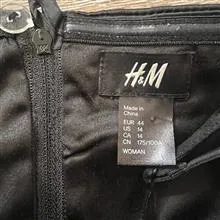 H&M
Made in
China
EUR 44
US 14
CA 14
CN 175/100A
WOMAN